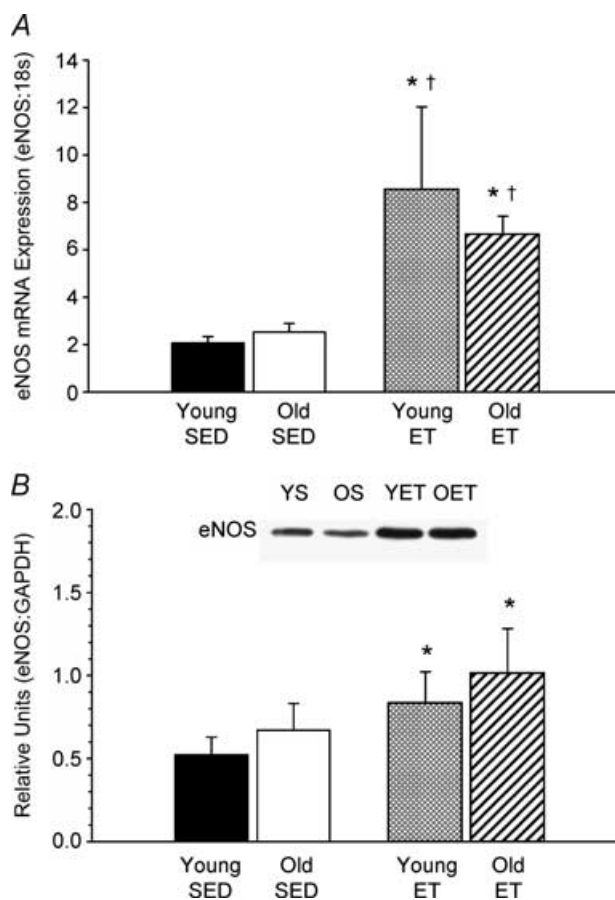 A
eNOS mRNA Expression (eNOS:18s)
14
12
10
8
6
4
2
0
* †
* †
Young SED
Old SED
Young ET
Old ET
B
YS OS YET OET
eNOS
Relative Units (eNOS:GAPDH)
2.0
1.5
1.0
0.5
0.0
*
*
Young SED
Old SED
Young ET
Old ET